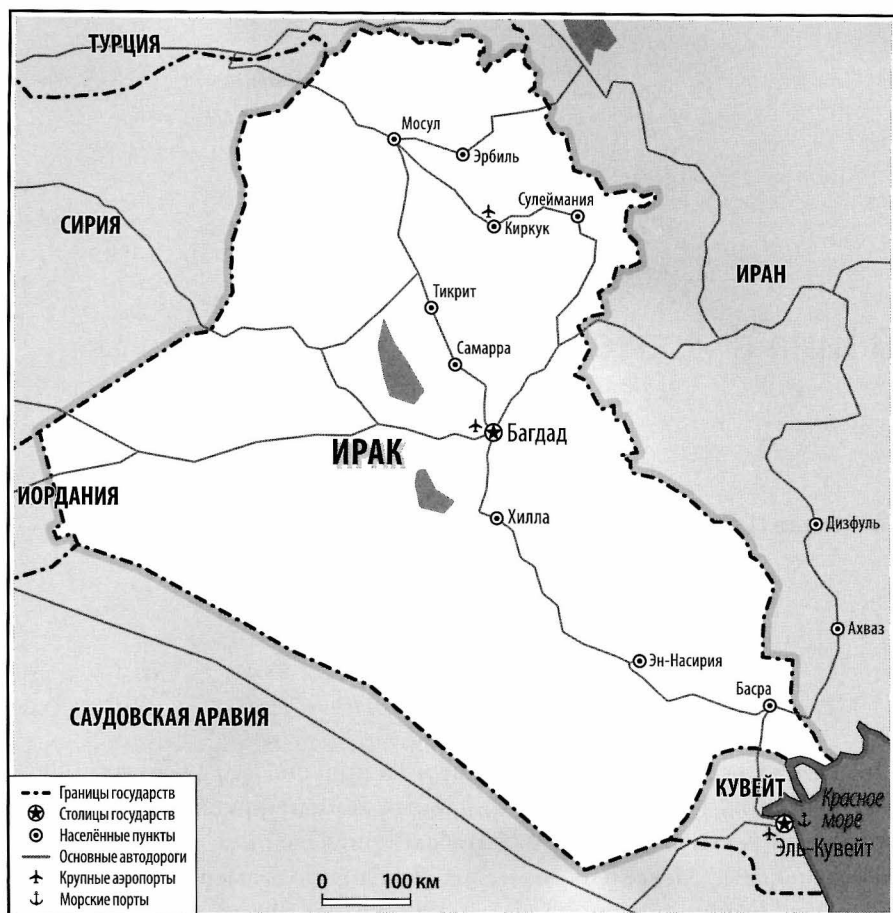 ТУРЦИЯ
Мосул
Эрбиль
Сулеймания
Киркук
СИРИЯ
ИРАН
Тикрит
Самарра
Багдад
ИРАК
ИОРДАНИЯ
Хилла
Дизфуль
Ахваз
Эн-Насирия
Басра
САУДОВСКАЯ АРАВИЯ
КУВЕЙТ
Красное
море
Эль-Кувейт
Границы государств
Столицы государств
Населённые пункты
Основные автодороги
Крупные аэропорты
Морские порты
0 100 км